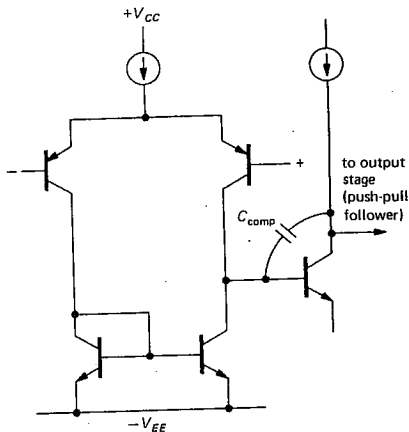 +V_CC
−
+
C_comp
to output
stage
(push-pull
follower)
−V_EE